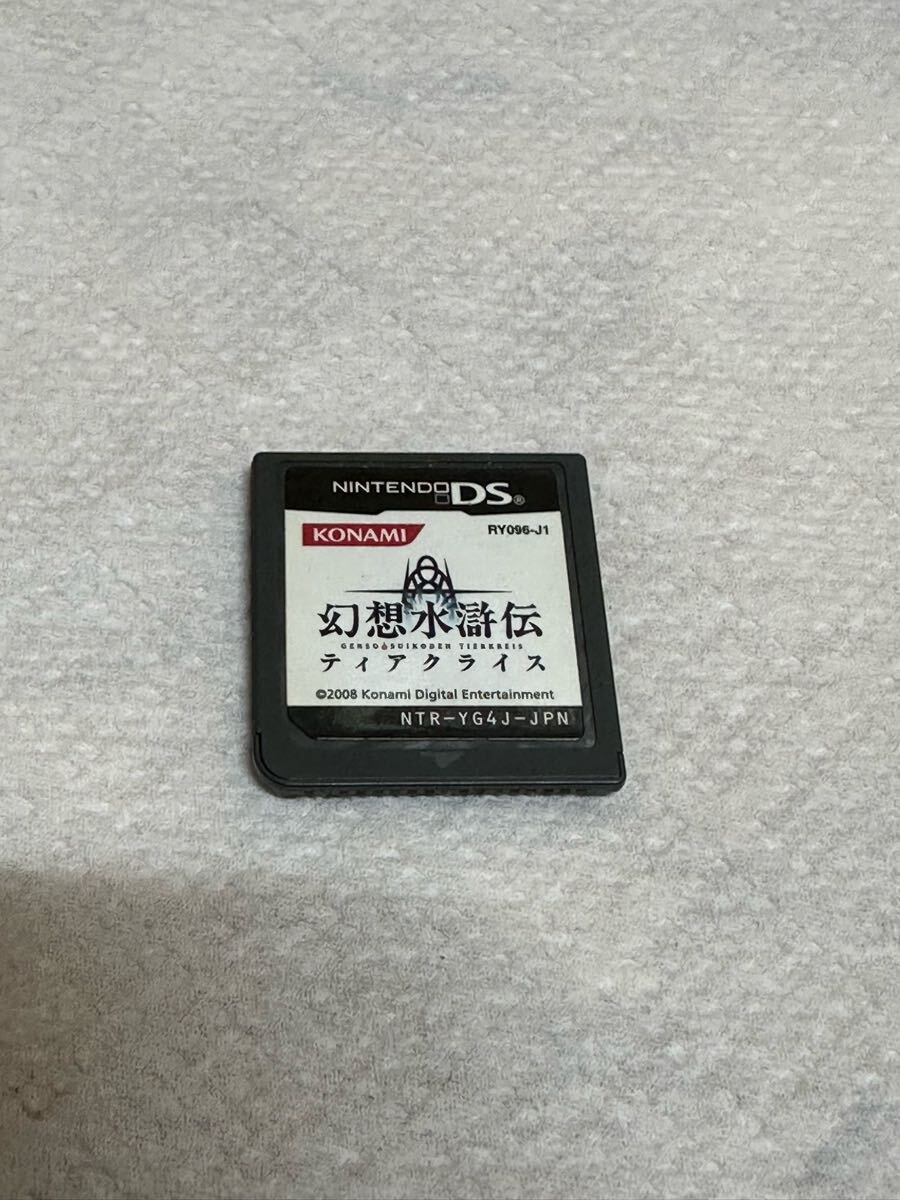 NINTENDO DS®
KONAMI
RY096-J1
幻想水滸伝
GENSO SUIKODEN TIERKREIS
ティアクライス
©2008 Konami Digital Entertainment
NTR-YG4J-JPN